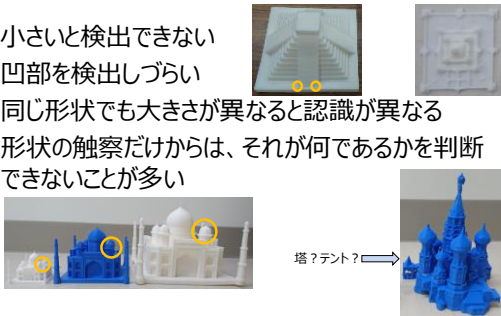 小さいと検出できない
凹部を検出しづらい
同じ形状でも大きさが異なると認識が異なる
形状の触察だけからは、それが何であるかを判断
できないことが多い
塔？テント？